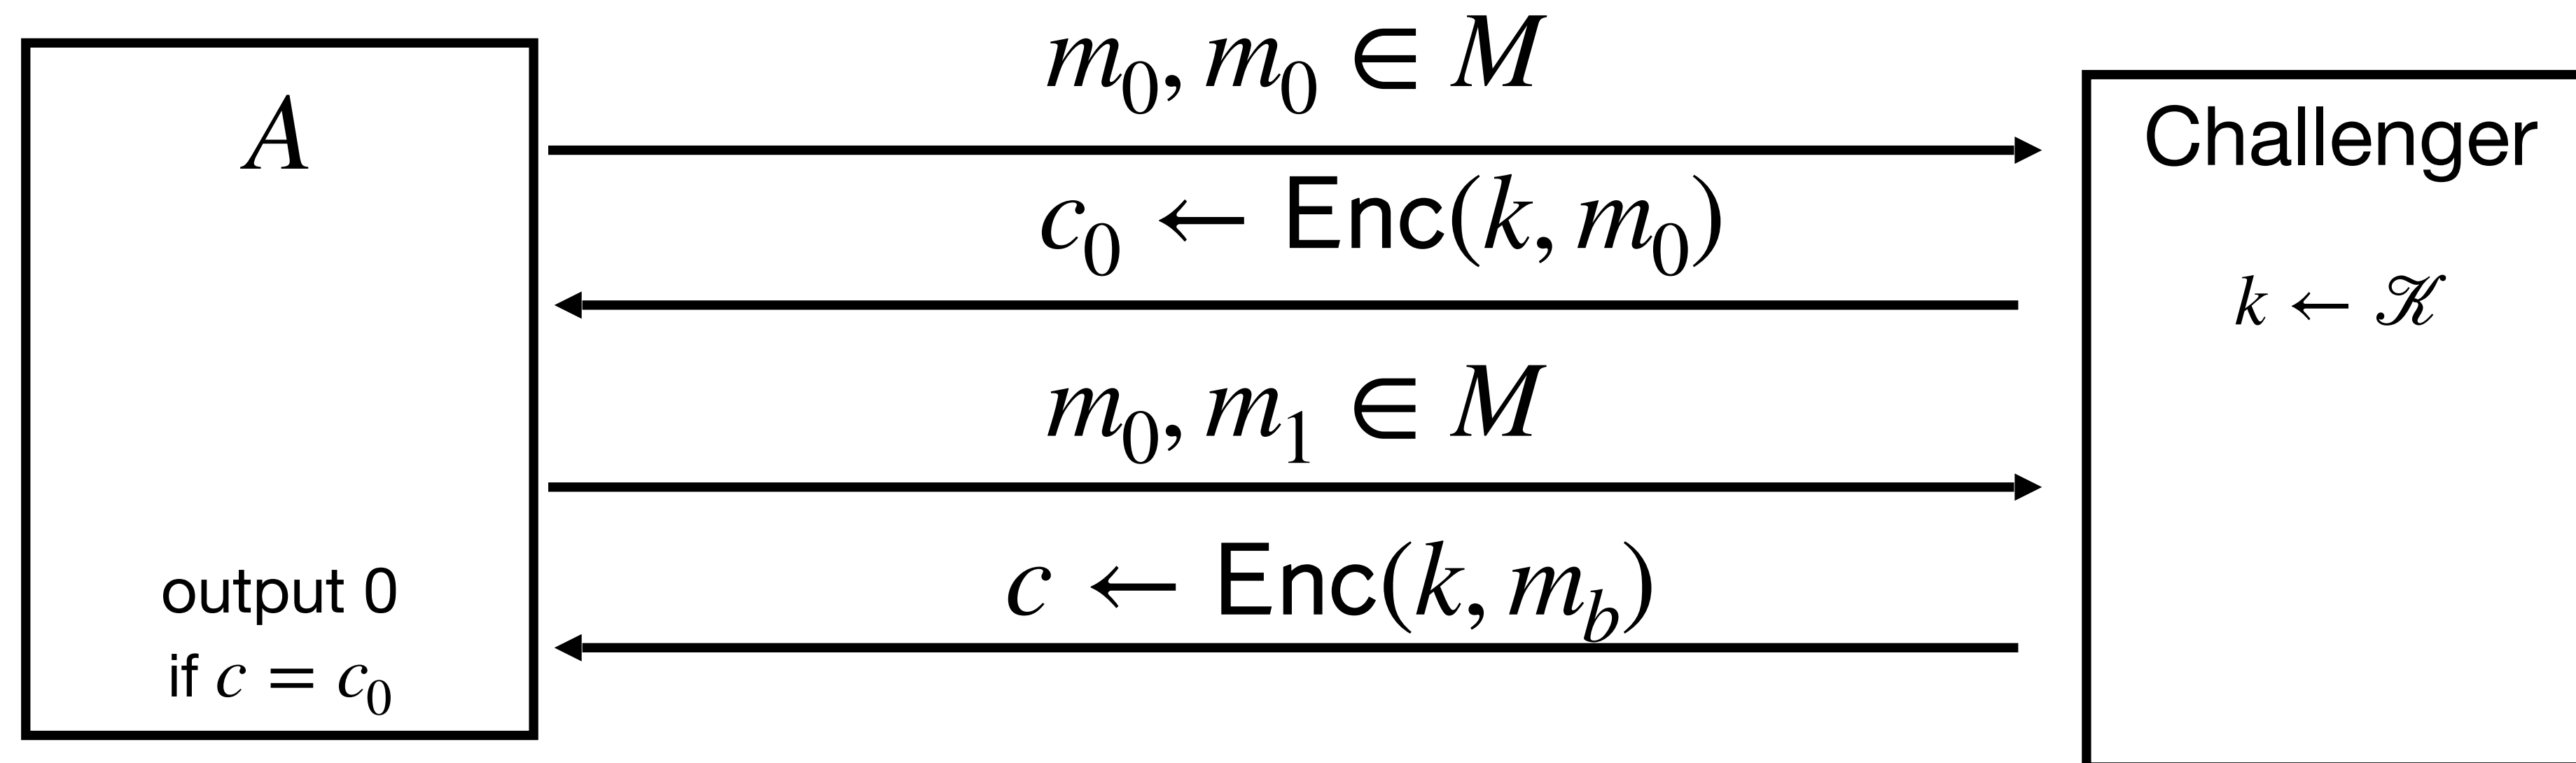 m₀, m₀ ∈ M
A
Challenger
c₀ ← Enc(k, m₀)
k ← 𝒦
m₀, m₁ ∈ M
c ← Enc(k, m_b)
output 0
if c = c₀